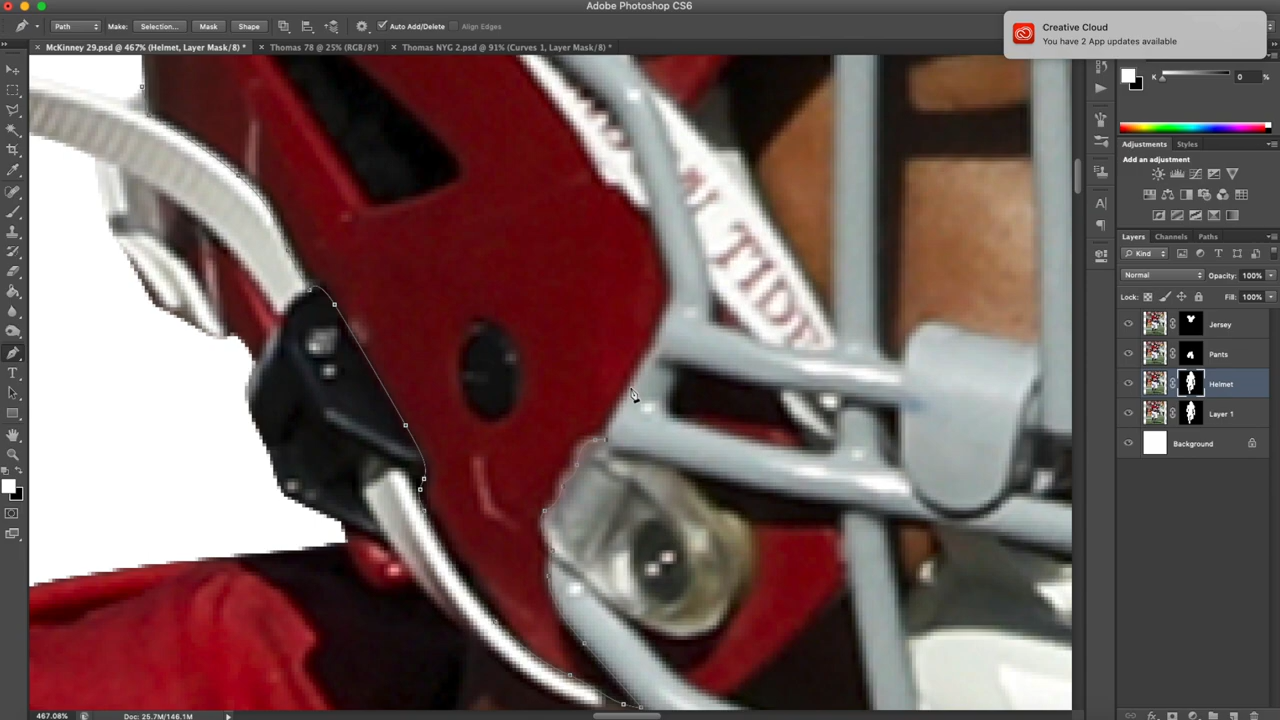 Adobe Photoshop CS6
Path Make: Selection... Mask Shape Auto Add/Delete Align Edges
Creative Cloud
You have 2 App updates available
McKinney 29.psd @ 467% (Helmet, Layer Mask/8) * Thomas 78 @ 25% (RGB/8*) Thomas NYC 2.psd @ 91% (Curves 1, Layer Mask/8) *
K 0 %
Adjustments Styles
Add an adjustment
Layers Channels Paths
Kind
Normal Opacity: 100%
Lock: Fill: 100%
Jersey
Pants
Helmet
Layer 1
Background
TIDE
467.08% Doc: 25.7M/146.1M